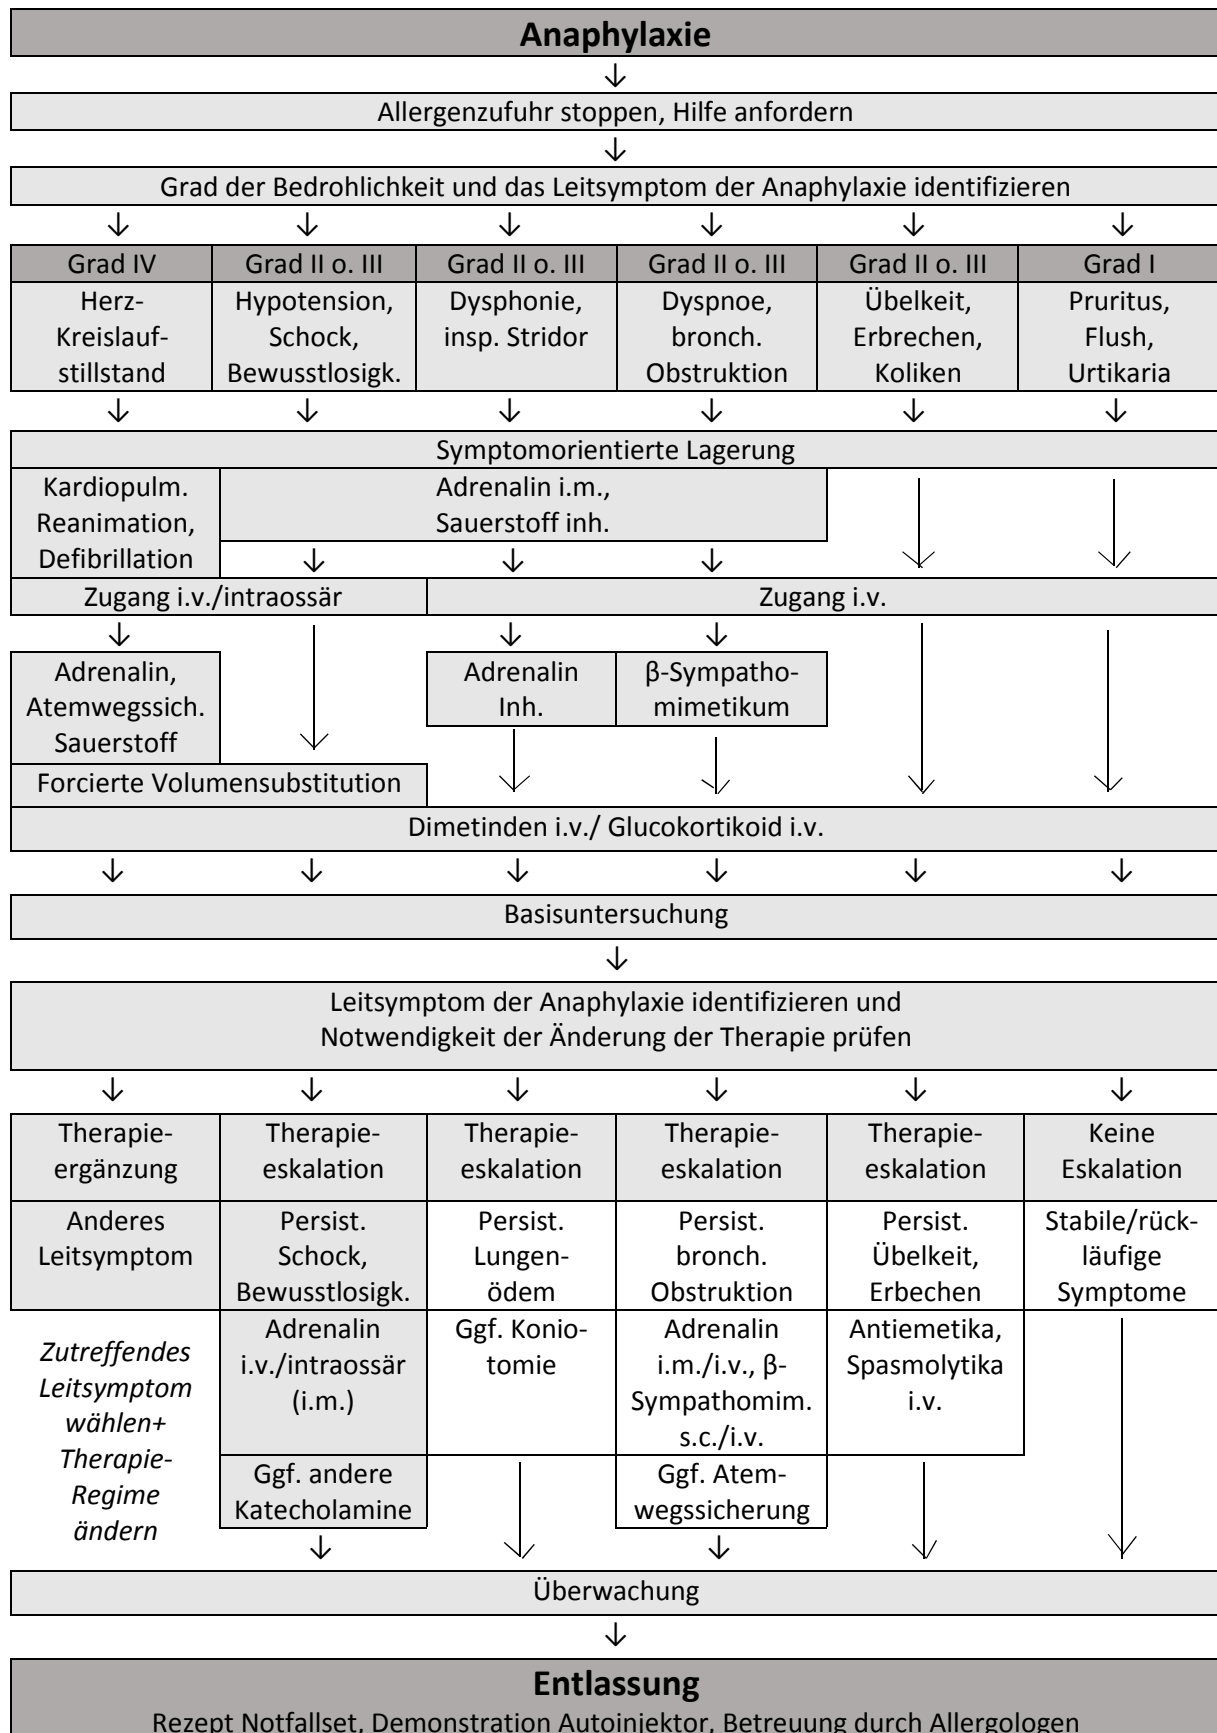 Anaphylaxie
Allergenzufuhr stoppen, Hilfe anfordern
Grad der Bedrohlichkeit und das Leitsymptom der Anaphylaxie identifizieren
Grad IV
Grad II o. III
Grad II o. III
Grad II o. III
Grad II o. III
Grad I
Herz-
Kreislauf-
stillstand
Hypotension,
Schock,
Bewusstlosigk.
Dysphonie,
insp. Stridor
Dyspnoe,
bronch.
Obstruktion
Übelkeit,
Erbrechen,
Koliken
Pruritus,
Flush,
Urtikaria
Symptomorientierte Lagerung
Kardiopulm.
Reanimation,
Defibrillation
Adrenalin i.m.,
Sauerstoff inh.
Zugang i.v./intraossär
Zugang i.v.
Adrenalin,
Atemwegssich.
Sauerstoff
Adrenalin
Inh.
β-Sympatho-
mimetikum
Forcierte Volumensubstitution
Dimetinden i.v./ Glucokortikoid i.v.
Basisuntersuchung
Leitsymptom der Anaphylaxie identifizieren und
Notwendigkeit der Änderung der Therapie prüfen
Therapie-
ergänzung
Therapie-
eskalation
Therapie-
eskalation
Therapie-
eskalation
Therapie-
eskalation
Keine
Eskalation
Anderes
Leitsymptom
Persist.
Schock,
Bewusstlosigk.
Persist.
Lungen-
ödem
Persist.
bronch.
Obstruktion
Persist.
Übelkeit,
Erbechen
Stabile/rück-
läufige
Symptome
Zutreffendes
Leitsymptom
wählen+
Therapie-
Regime
ändern
Adrenalin
i.v./intraossär
(i.m.)
Ggf. Konio-
tomie
Adrenalin
i.m./i.v., β-
Sympathomim.
s.c./i.v.
Antiemetika,
Spasmolytika
i.v.
Ggf. andere
Katecholamine
Ggf. Atem-
wegssicherung
Überwachung
Entlassung
Rezept Notfallset, Demonstration Autoinjektor, Betreuung durch Allergologen